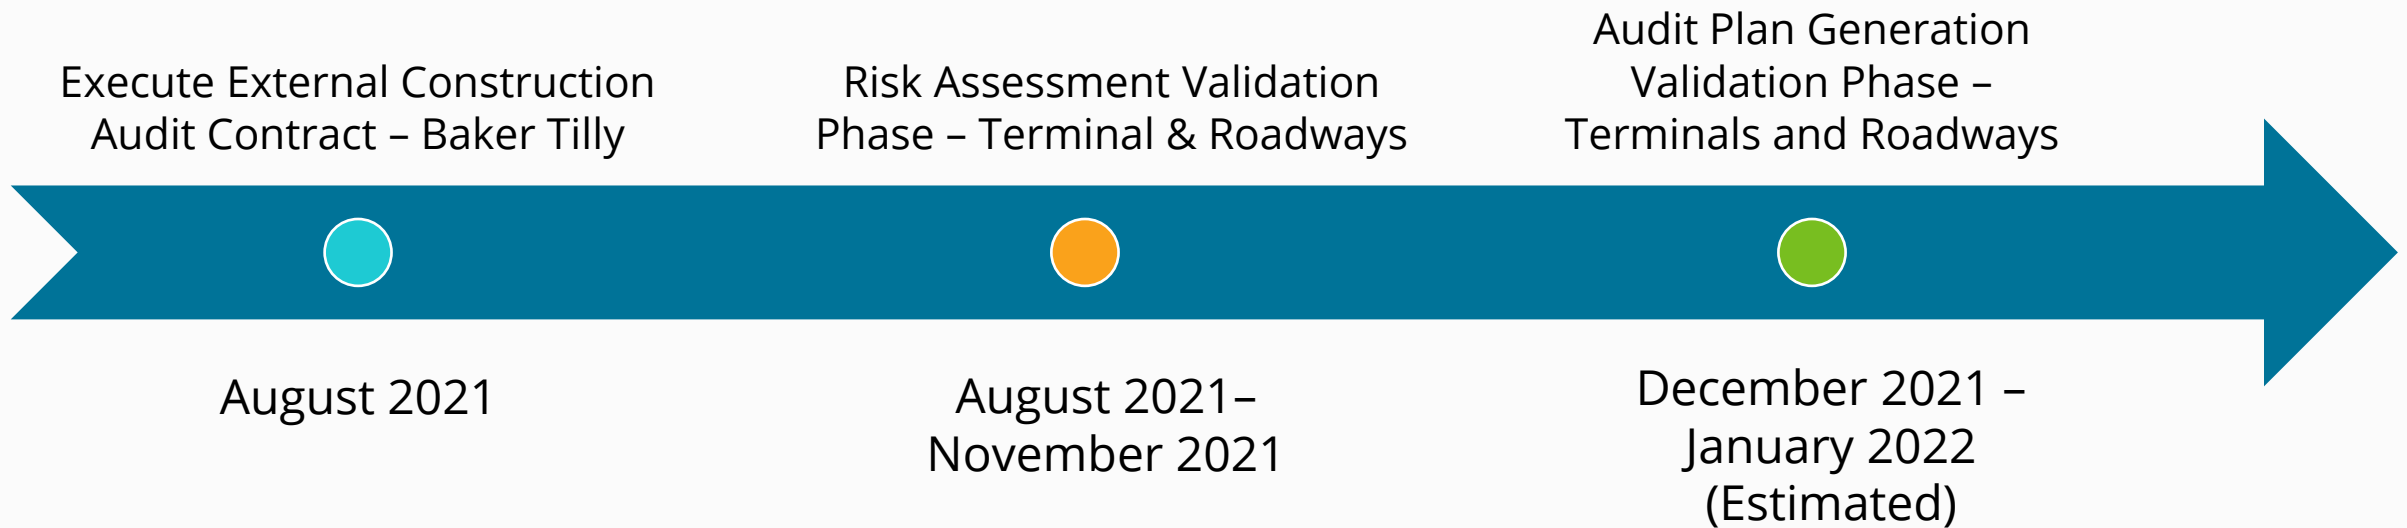 Execute External Construction
Audit Contract – Baker Tilly
Risk Assessment Validation
Phase – Terminal & Roadways
Audit Plan Generation
Validation Phase –
Terminals and Roadways
August 2021
August 2021–
November 2021
December 2021 –
January 2022
(Estimated)